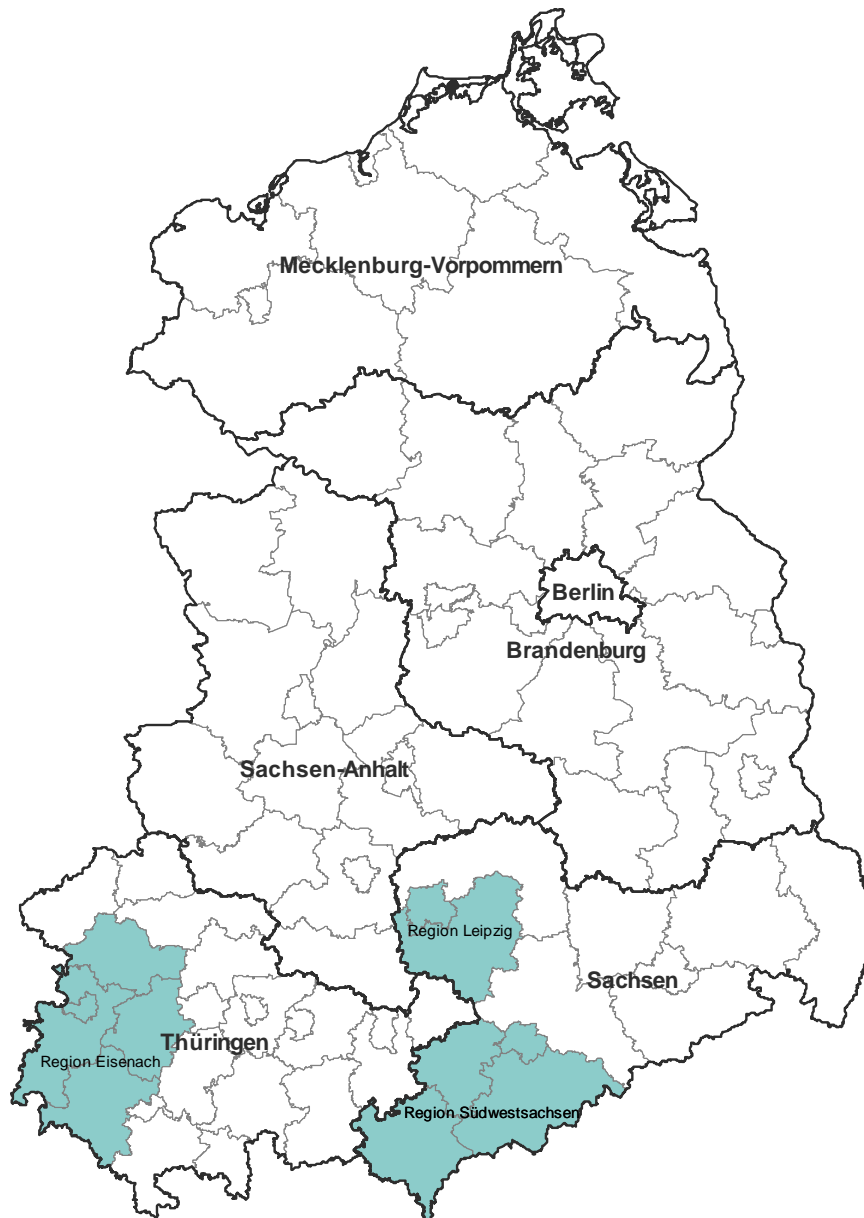 Mecklenburg-Vorpommern
Berlin
Brandenburg
Sachsen-Anhalt
Region Leipzig
Sachsen
Thüringen
Region Eisenach
Region Südwestsachsen